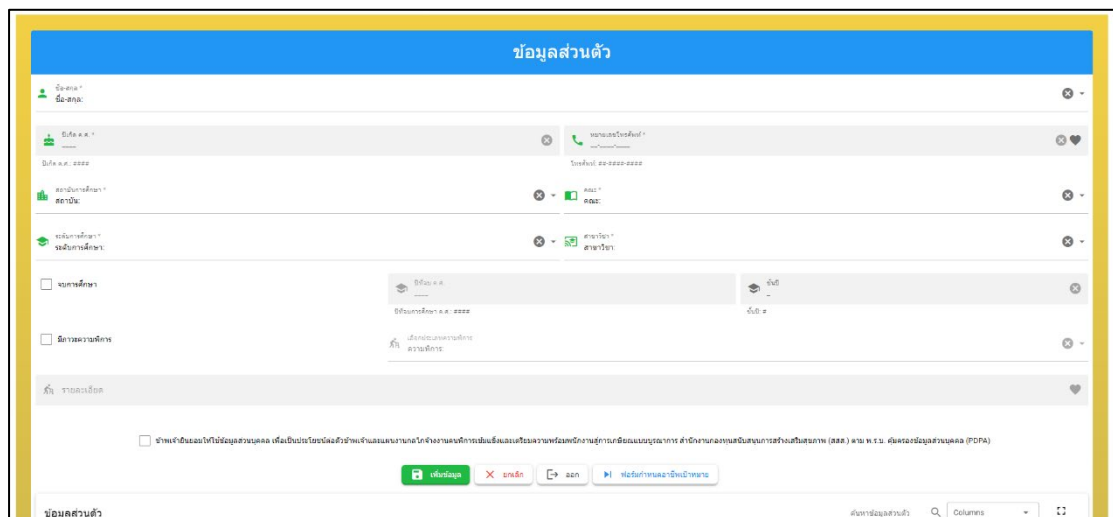 ข้อมูลส่วนตัว
ชื่อ-สกุล *
ชื่อ-สกุล:
ปีเกิด ค.ศ. *
หมายเลขโทรศัพท์ *
ปีเกิด ค.ศ.: ####
โทรศัพท์: ##-####-####
สถาบันการศึกษา *
สถาบัน:
คณะ *
คณะ:
ระดับการศึกษา *
ระดับการศึกษา:
สาขาวิชา *
สาขาวิชา:
จบการศึกษา
ปีที่จบ ค.ศ.
ชั้นปี
ปีที่จบการศึกษา ค.ศ.: ####
ชั้นปี: #
มีภาวะความพิการ
เลือกประเภทความพิการ
ความพิการ:
รายละเอียด
ข้าพเจ้ายินยอมให้ใช้ข้อมูลส่วนบุคคล เพื่อเป็นประโยชน์ต่อตัวข้าพเจ้าและแผนงานกลไกจ้างงานคนพิการเข้มแข็งและเตรียมความพร้อมพนักงานสู่การเกษียณแบบบูรณาการ สำนักงานกองทุนสนับสนุนการสร้างเสริมสุขภาพ (สสส.) ตาม พ.ร.บ. คุ้มครองข้อมูลส่วนบุคคล (PDPA)
เพิ่มข้อมูล
ยกเลิก
ออก
ฟอร์มกำหนดอาชีพเป้าหมาย
ข้อมูลส่วนตัว
ค้นหาข้อมูลส่วนตัว
Columns